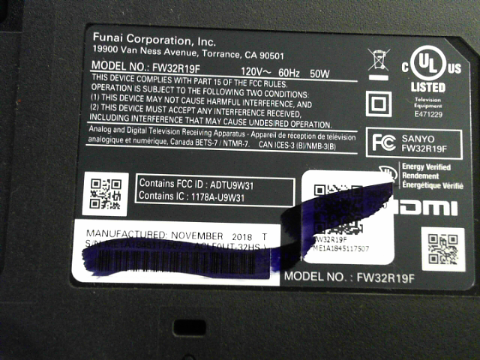 Funai Corporation, Inc.
19900 Van Ness Avenue, Torrance, CA 90501
MODEL NO.: FW32R19F 120V~ 60Hz 50W
THIS DEVICE COMPLIES WITH PART 15 OF THE FCC RULES.
OPERATION IS SUBJECT TO THE FOLLOWING TWO CONDITIONS:
(1) THIS DEVICE MAY NOT CAUSE HARMFUL INTERFERENCE, AND
(2) THIS DEVICE MUST ACCEPT ANY INTERFERENCE RECEIVED,
INCLUDING INTERFERENCE THAT MAY CAUSE UNDESIRED OPERATION.
Analog and Digital Television Receiving Apparatus - Appareil de réception de télévision
analogique et numérique, Canada BETS-7 / NTMR-7. CAN ICES-3 (B)/NMB-3(B)
C UL US
LISTED
Television
Equipment
E471229
FC SANYO
FW32R19F
Energy Verified
Rendement
Énergétique Vérifié
HDMI
Contains FCC ID : ADTU9W31
Contains IC : 1178A-U9W31
MANUFACTURED: NOVEMBER 2018 T
FW32R19F
ME1A1845117507
MODEL NO. : FW32R19F